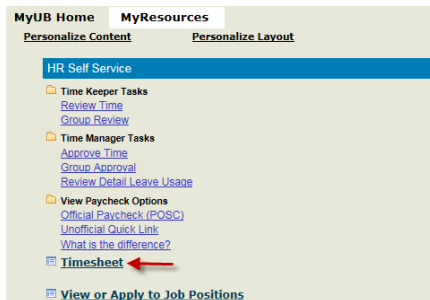 MyUB Home MyResources
Personalize Content Personalize Layout
HR Self Service
Time Keeper Tasks
Review Time
Group Review
Time Manager Tasks
Approve Time
Group Approval
Review Detail Leave Usage
View Paycheck Options
Official Paycheck (POSC)
Unofficial Quick Link
What is the difference?
Timesheet
View or Apply to Job Positions